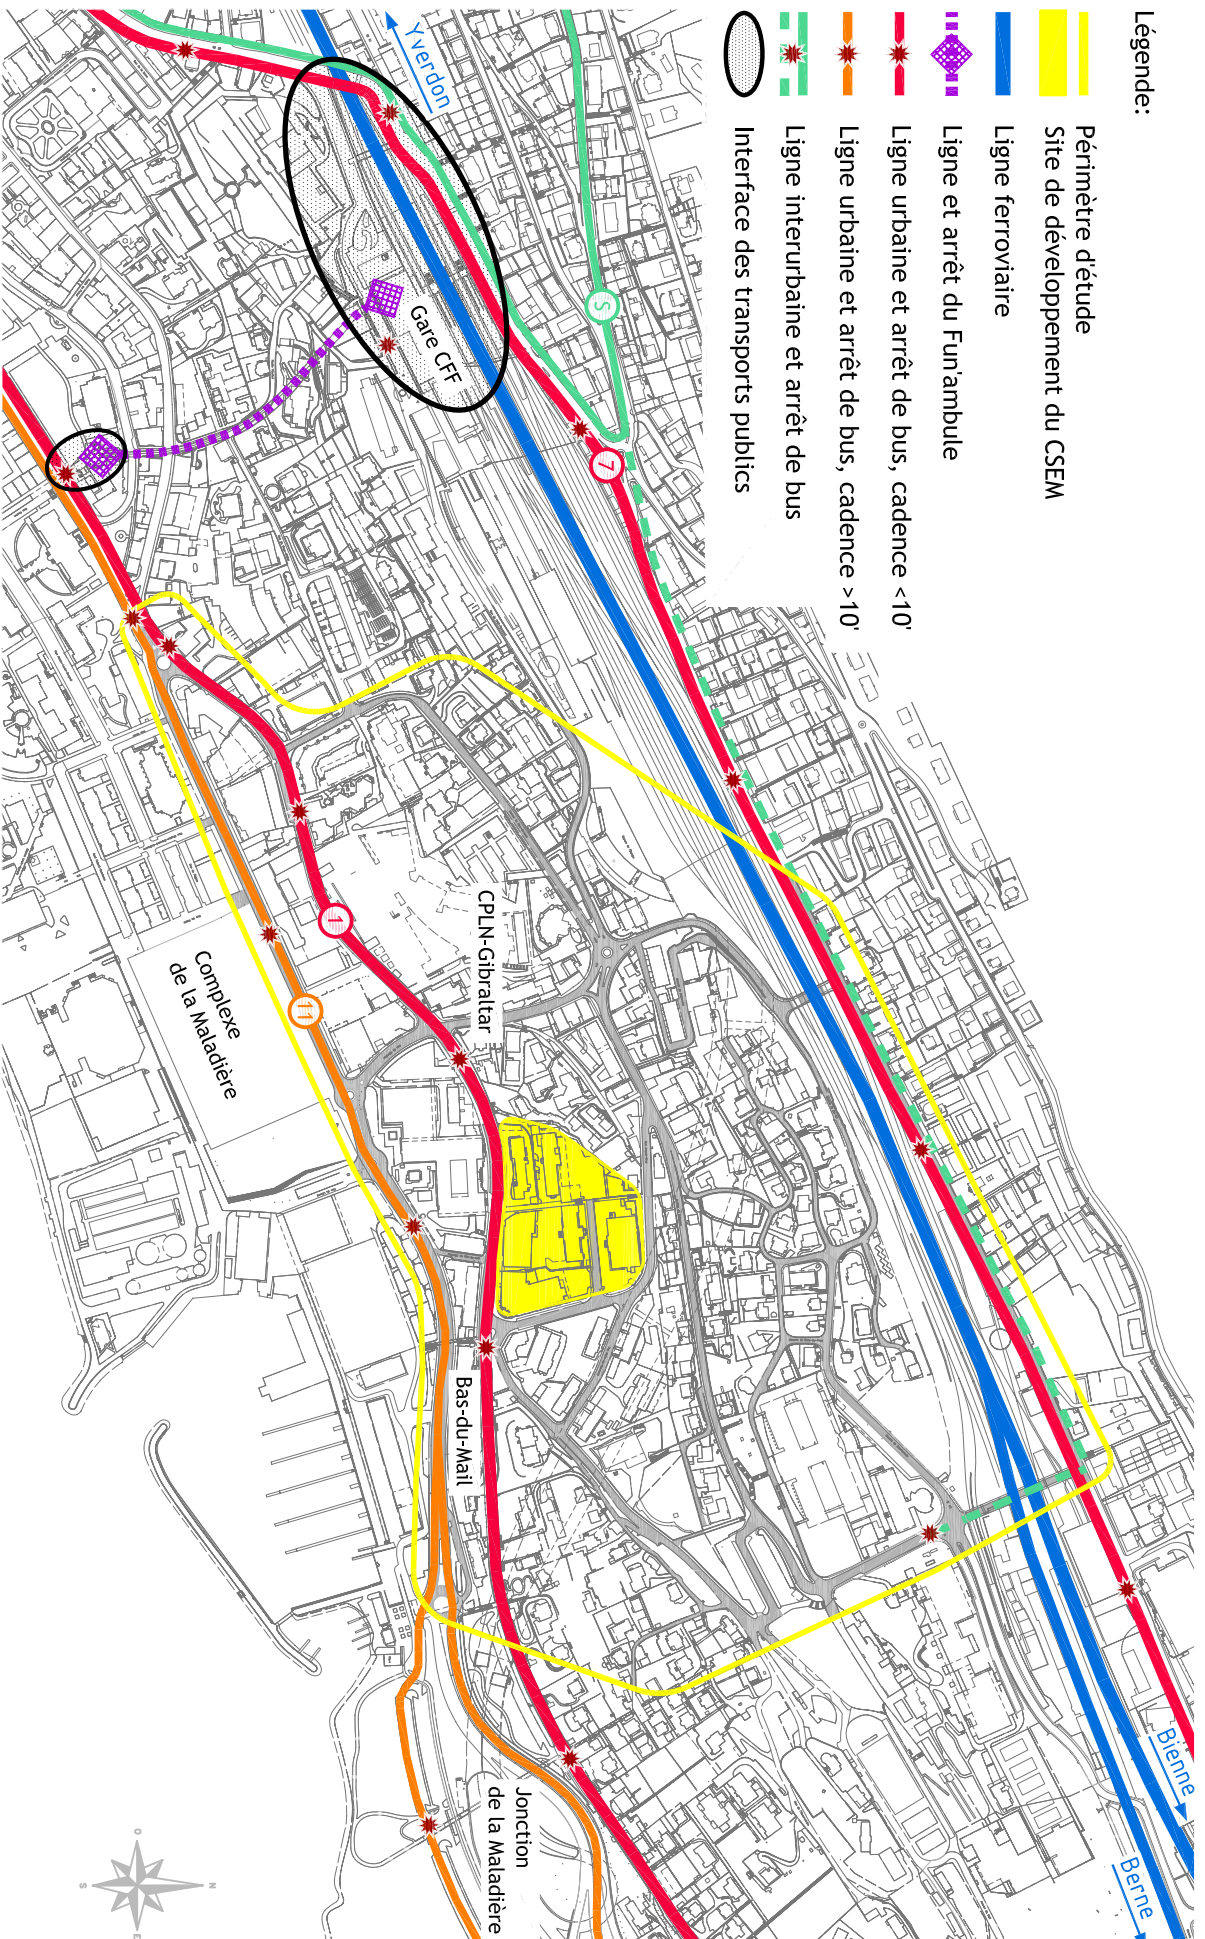 Légende:
Périmètre d'étude
Site de développement du CSEM
Ligne ferroviaire
Ligne et arrêt du Fun'ambule
Ligne urbaine et arrêt de bus, cadence <10'
Ligne urbaine et arrêt de bus, cadence >10'
Ligne interurbaine et arrêt de bus
Interface des transports publics
Yverdon
Gare CFF
S
7
1
11
CPLN-Gibraltar
Complexe
de la Maladière
Bas-du-Mail
Jonction
de la Maladière
Bienne
Berne
N
O
E
S